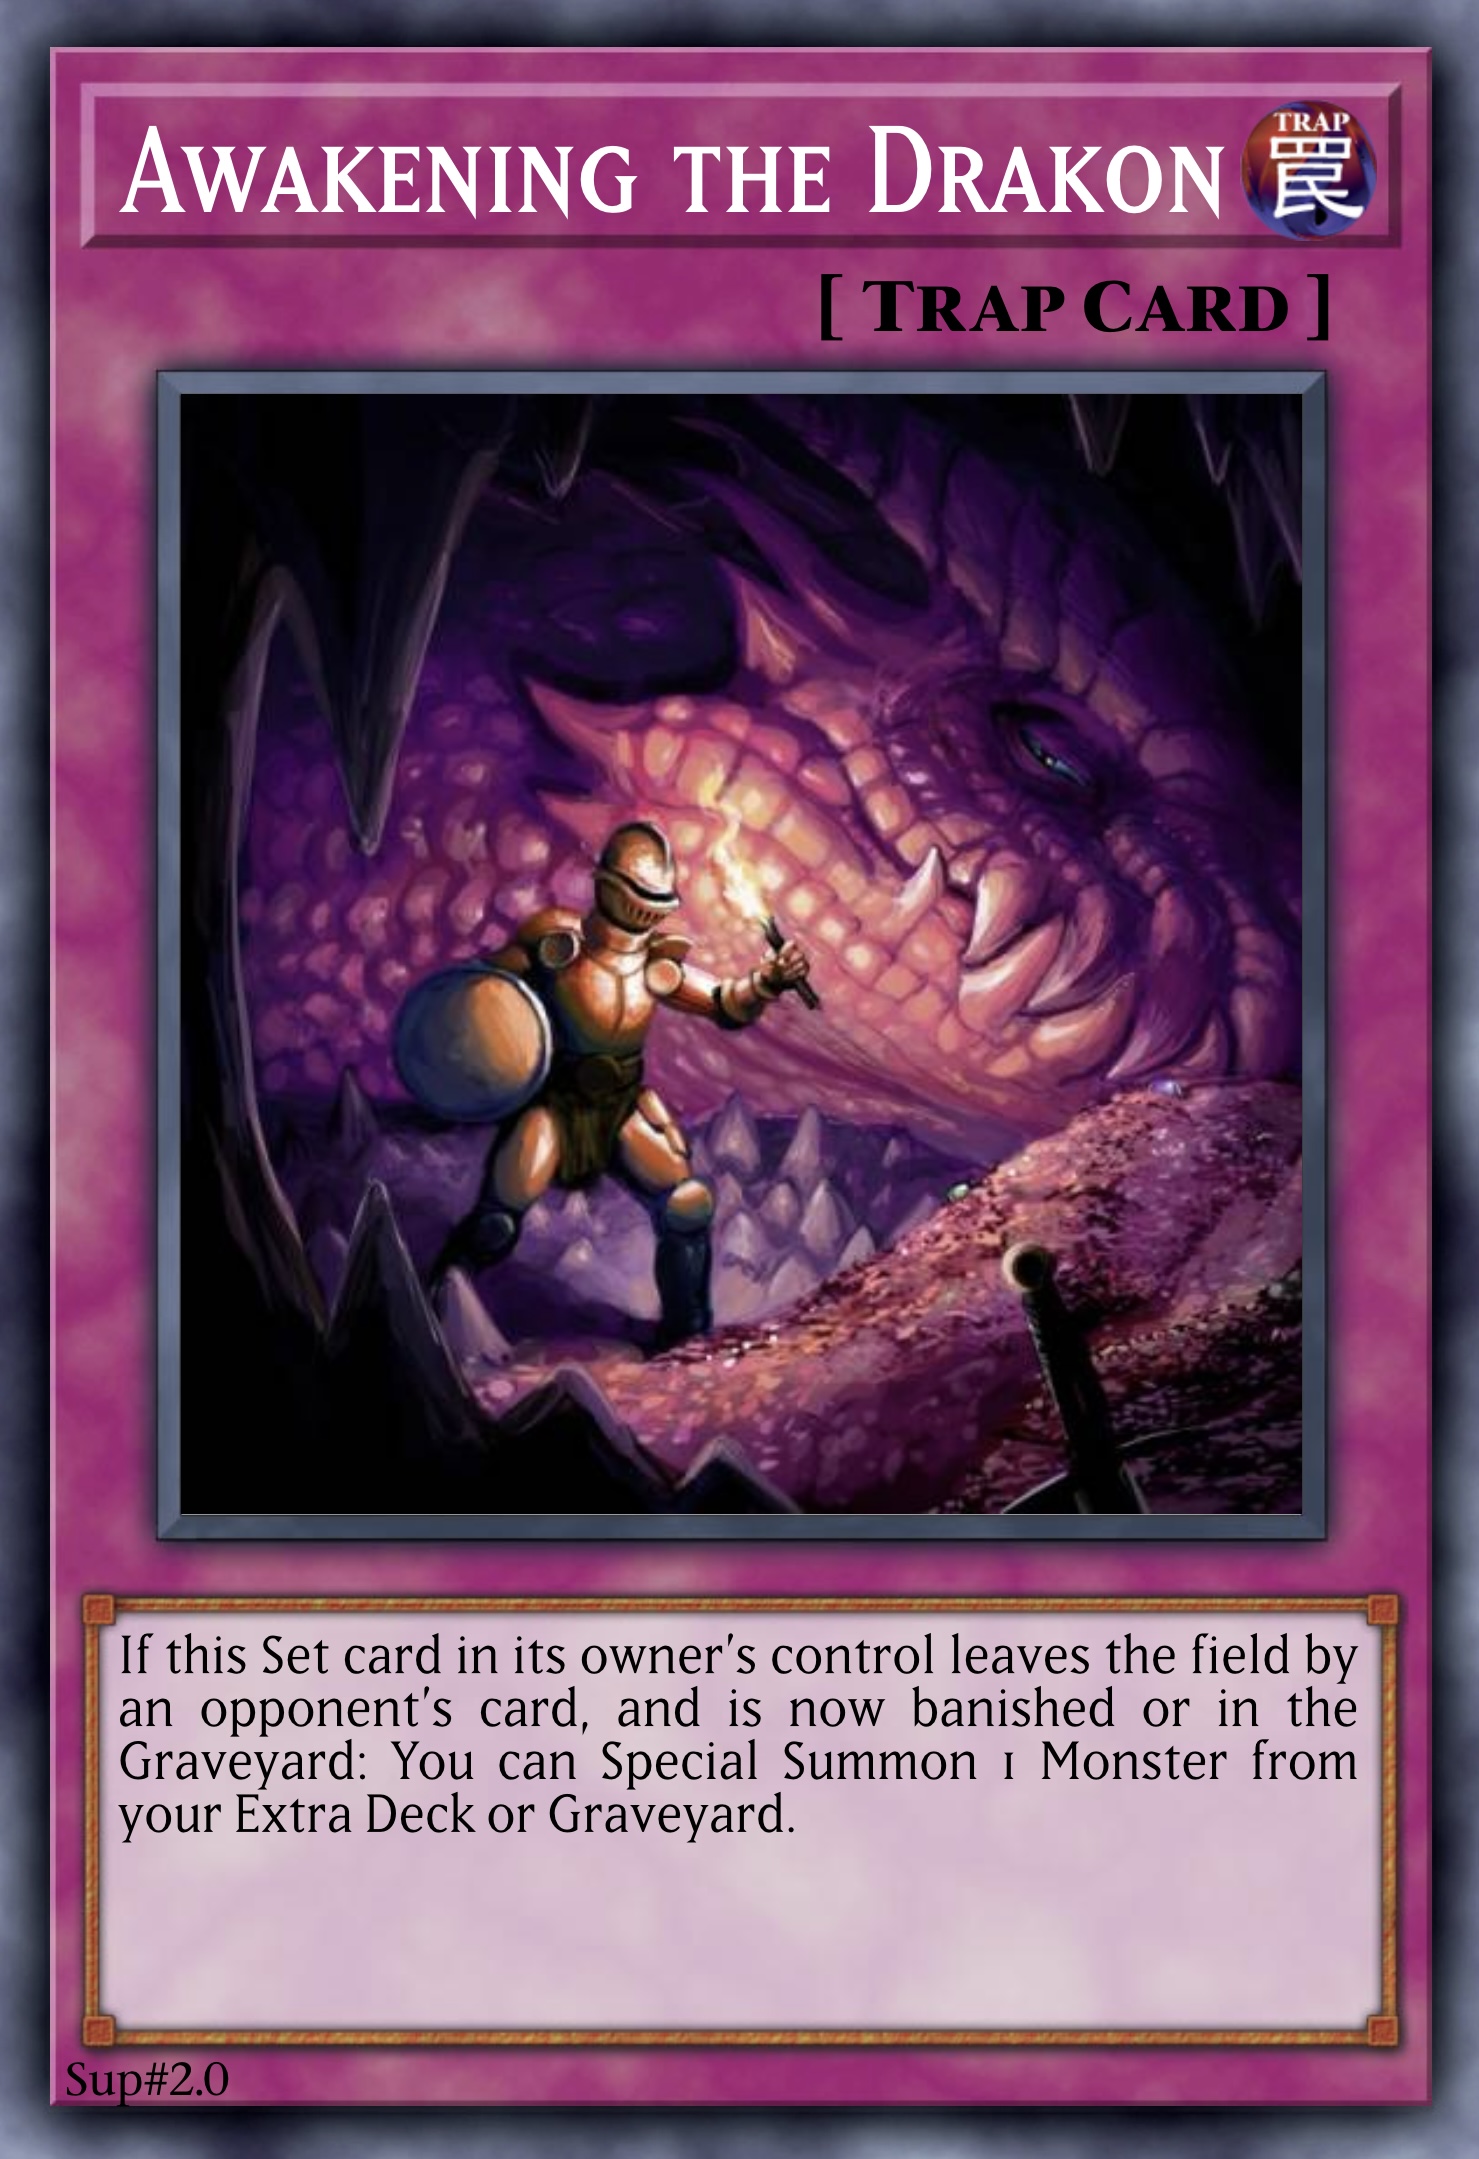 Awakening the Drakon
TRAP
罠
[ Trap Card ]
If this Set card in its owner's control leaves the field by
an opponent's card, and is now banished or in the
Graveyard: You can Special Summon 1 Monster from
your Extra Deck or Graveyard.
Sup#2.0